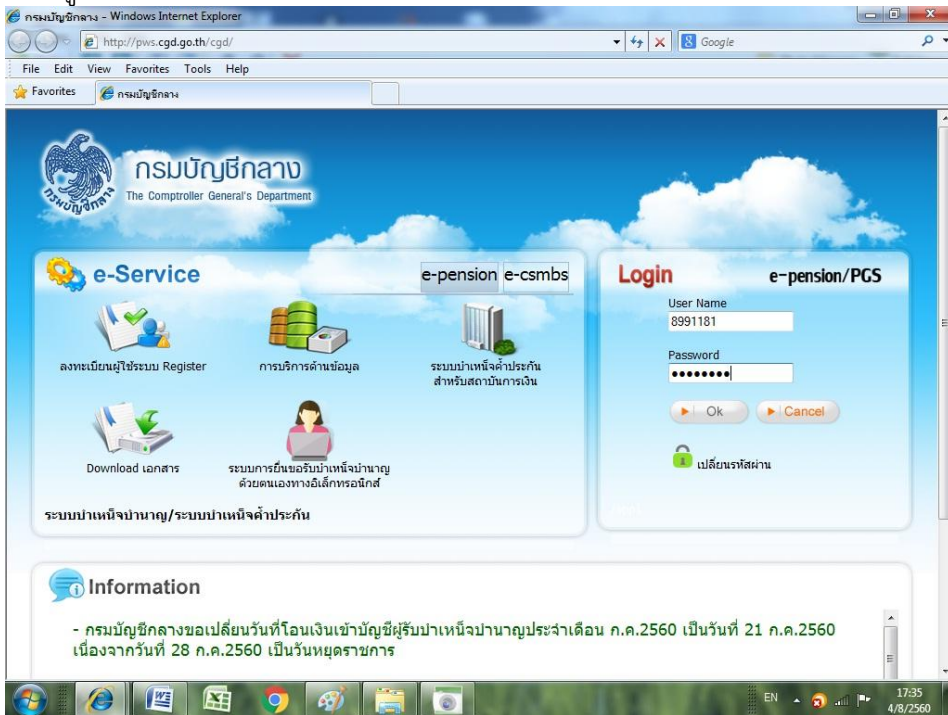 กรมบัญชีกลาง - Windows Internet Explorer
http://pws.cgd.go.th/cgd/
Google
File Edit View Favorites Tools Help
Favorites
กรมบัญชีกลาง
กรมบัญชีกลาง
กรมบัญชีกลาง
The Comptroller General's Department
e-Service
e-pension e-csmbs
ลงทะเบียนผู้ใช้ระบบ Register
การบริการด้านข้อมูล
ระบบบำเหน็จค้ำประกัน
สำหรับสถาบันการเงิน
Download เอกสาร
ระบบการยื่นขอรับบำเหน็จบำนาญ
ด้วยตนเองทางอิเล็กทรอนิกส์
ระบบบำเหน็จบำนาญ/ระบบบำเหน็จค้ำประกัน
Login
e-pension/PGS
User Name
8991181
Password
●●●●●●●●
Ok
Cancel
เปลี่ยนรหัสผ่าน
Information
- กรมบัญชีกลางขอเปลี่ยนวันที่โอนเงินเข้าบัญชีผู้รับบำเหน็จบำนาญประจำเดือน ก.ค.2560 เป็นวันที่ 21 ก.ค.2560
เนื่องจากวันที่ 28 ก.ค.2560 เป็นวันหยุดราชการ
EN
17:35
4/8/2560